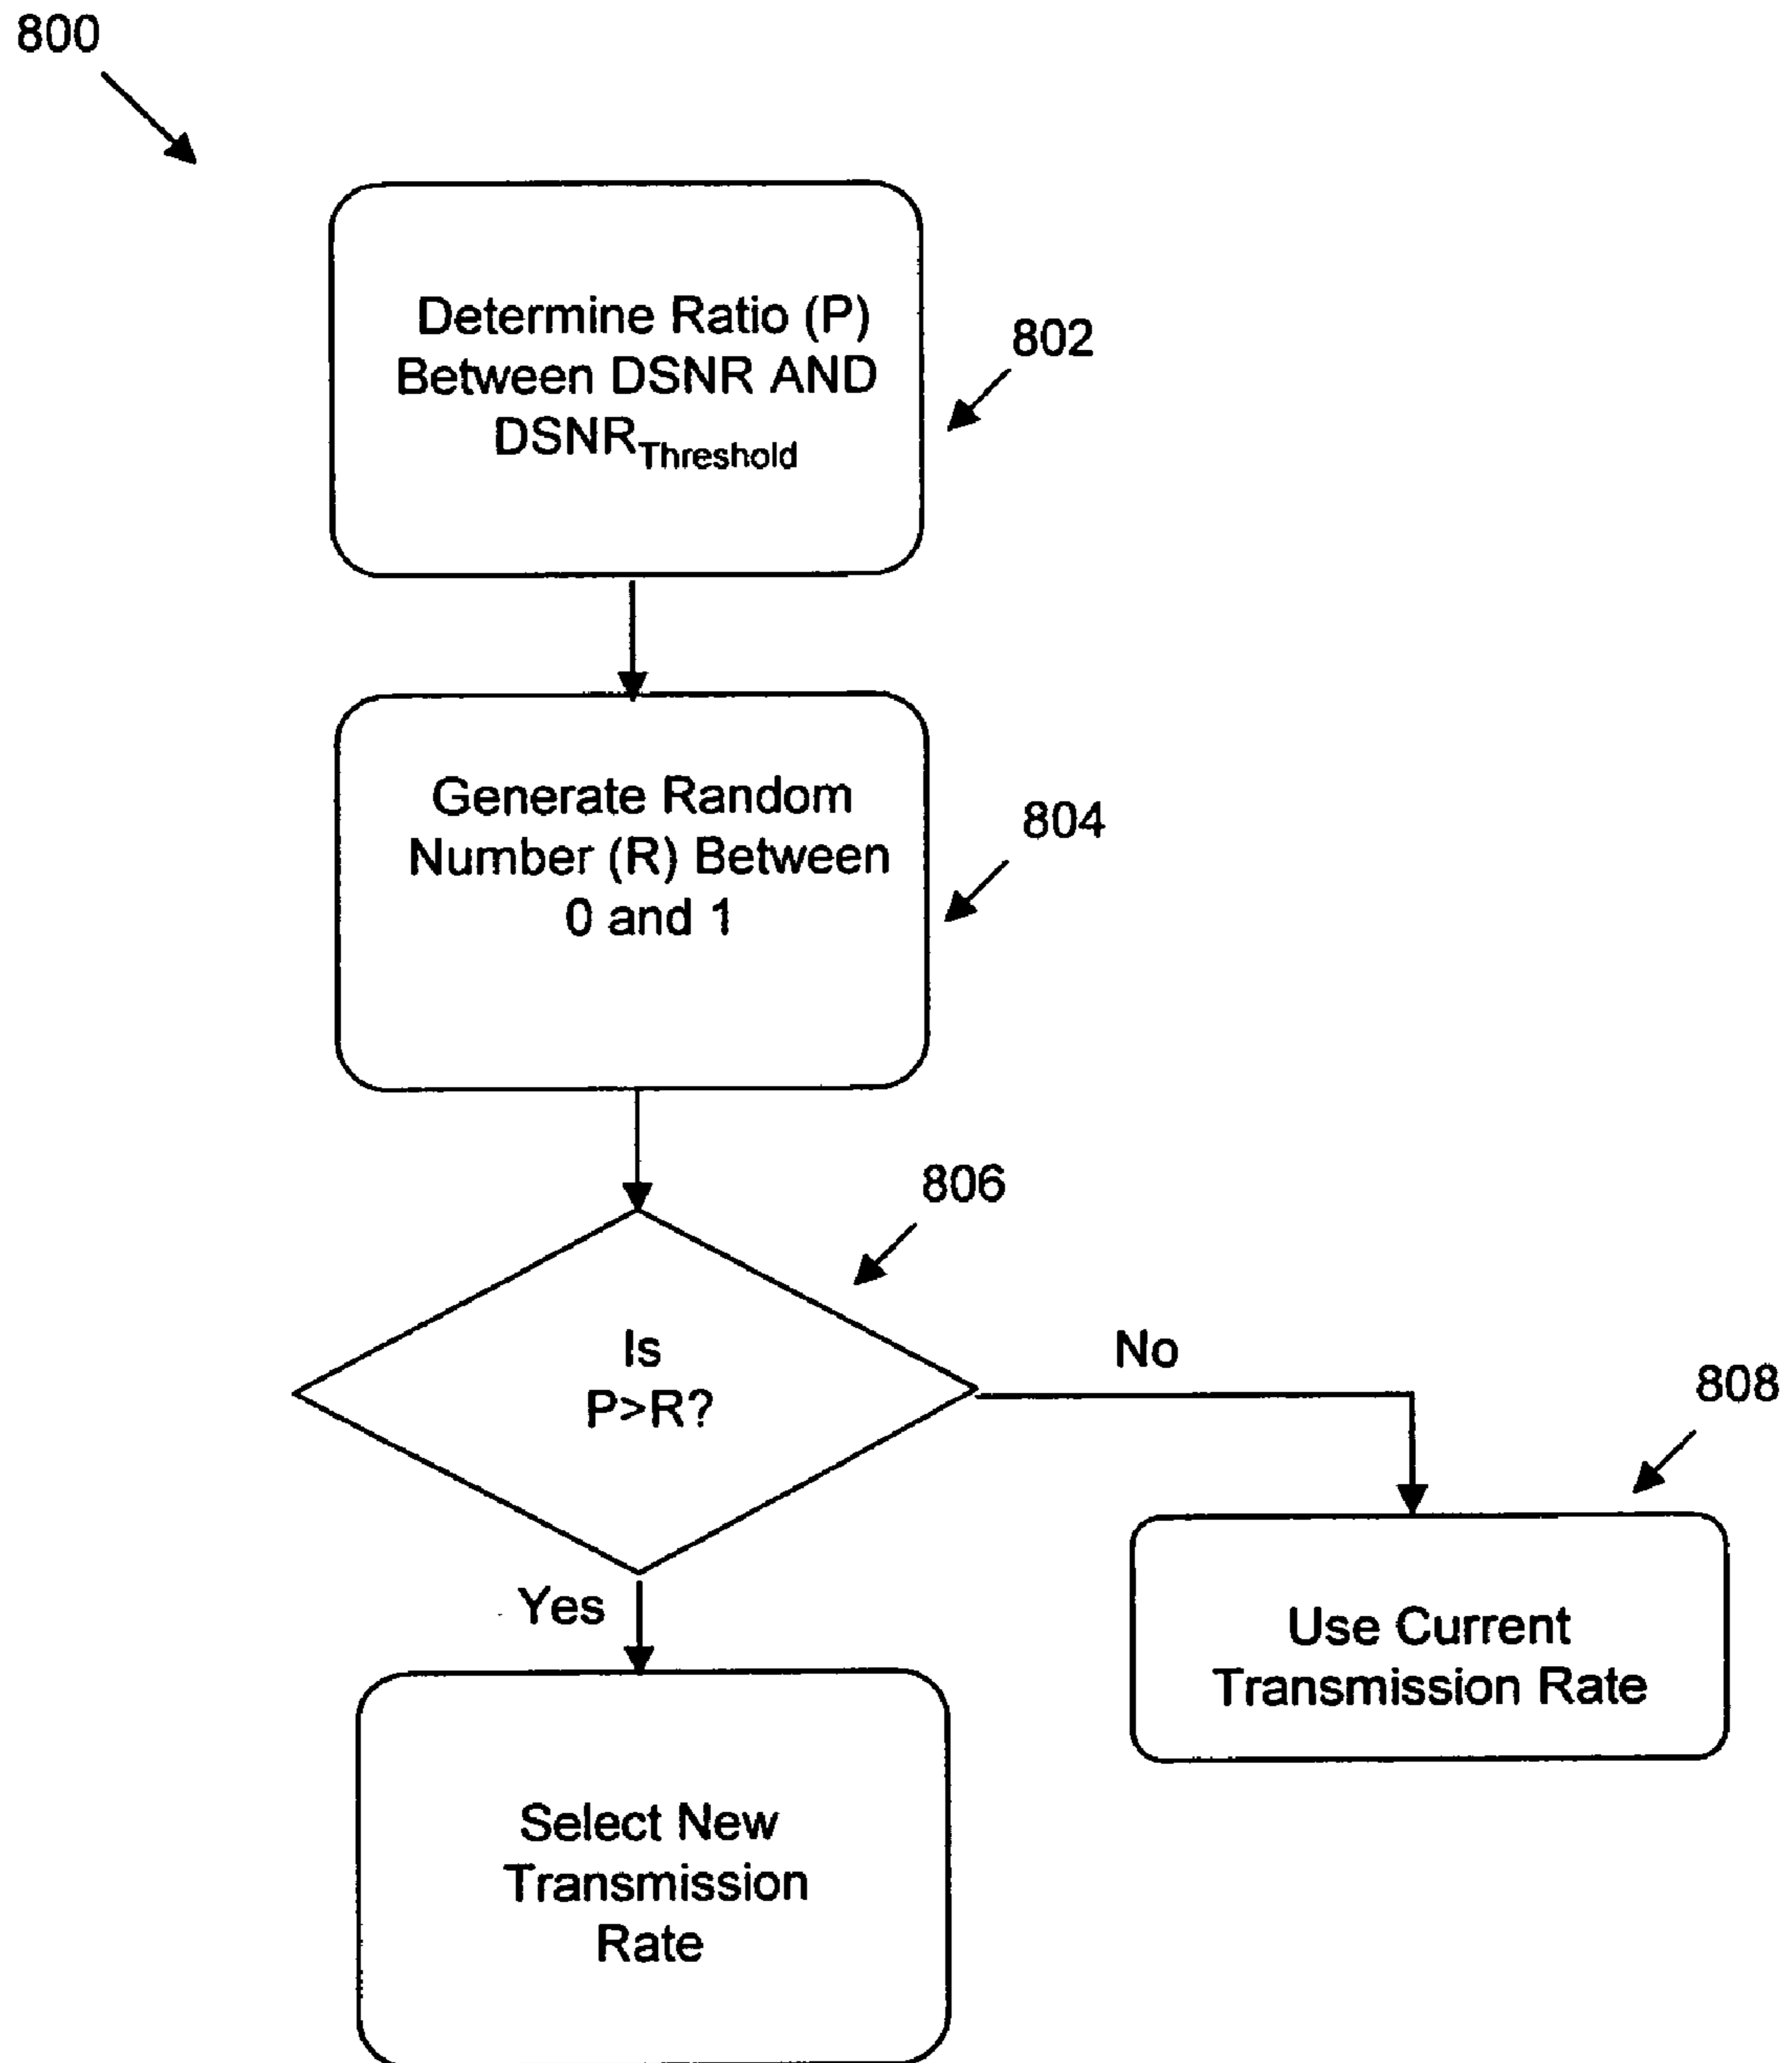 800
Determine Ratio (P)
Between DSNR AND
DSNRThreshold
802
Generate Random
Number (R) Between
0 and 1
804
806
Is
P>R?
No
808
Yes
Use Current
Transmission Rate
Select New
Transmission
Rate